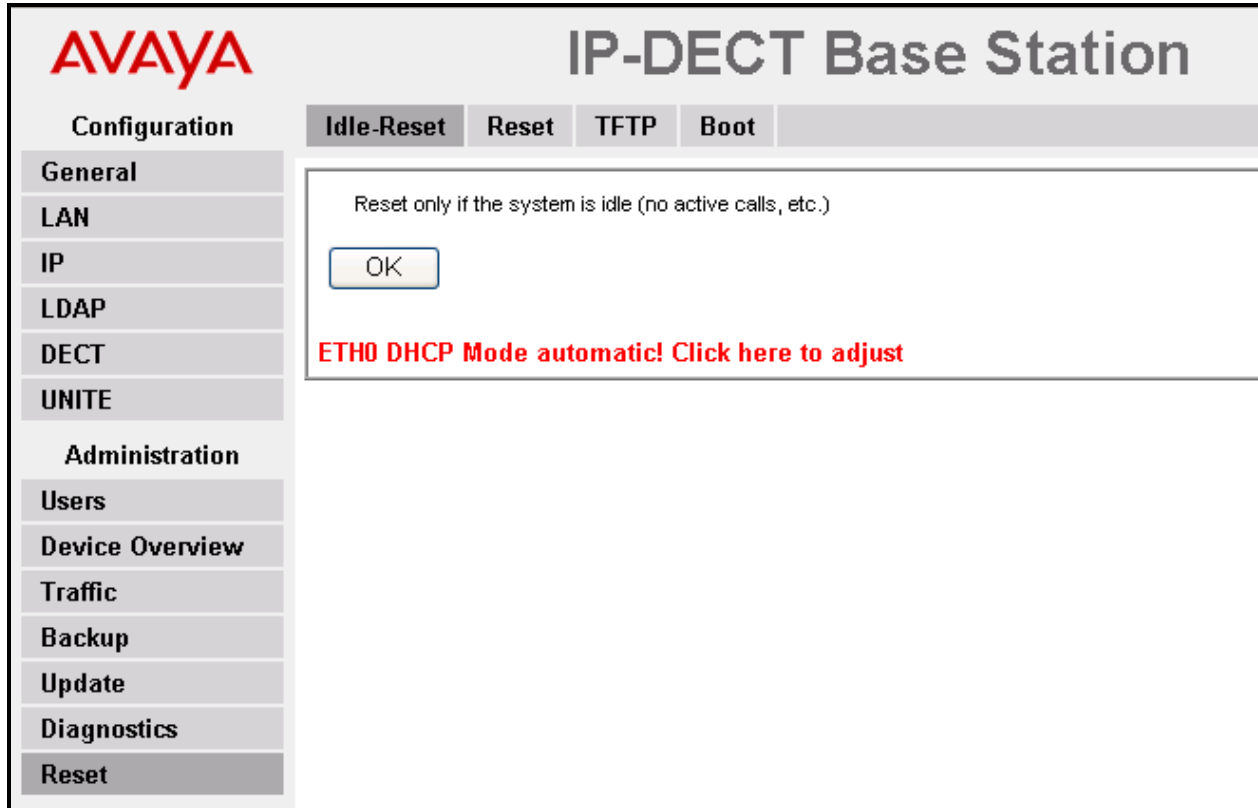 AVAYA
IP-DECT Base Station
Configuration
General
LAN
IP
LDAP
DECT
UNITE
Administration
Users
Device Overview
Traffic
Backup
Update
Diagnostics
Reset
Idle-Reset Reset TFTP Boot
Reset only if the system is idle (no active calls, etc.)
OK
ETH0 DHCP Mode automatic! Click here to adjust